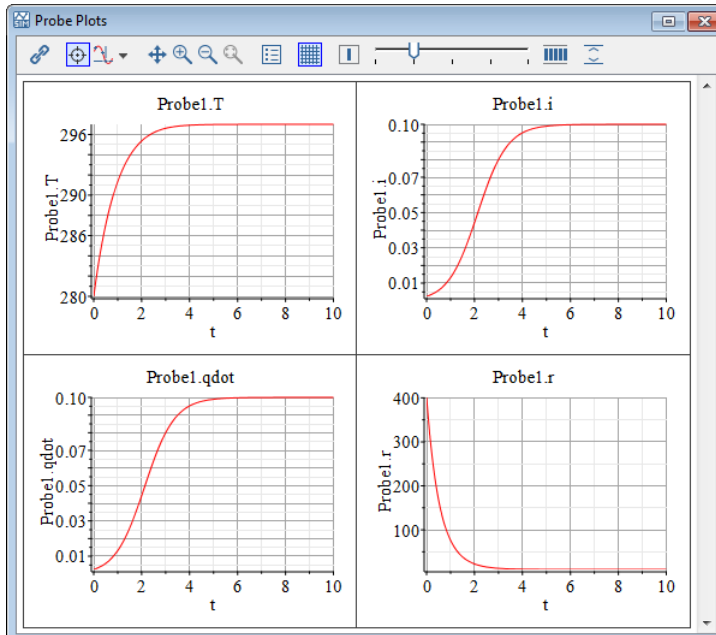 Probe Plots
Probe1.T
Probe1.T
296
290
286
280
0 2 4 6 8 10
t
Probe1.i
Probe1.i
0.10
0.07
0.05
0.03
0.01
0 2 4 6 8 10
t
Probe1.qdot
Probe1.qdot
0.10
0.07
0.05
0.03
0.01
0 2 4 6 8 10
t
Probe1.r
Probe1.r
400
300
200
100
0 2 4 6 8 10
t